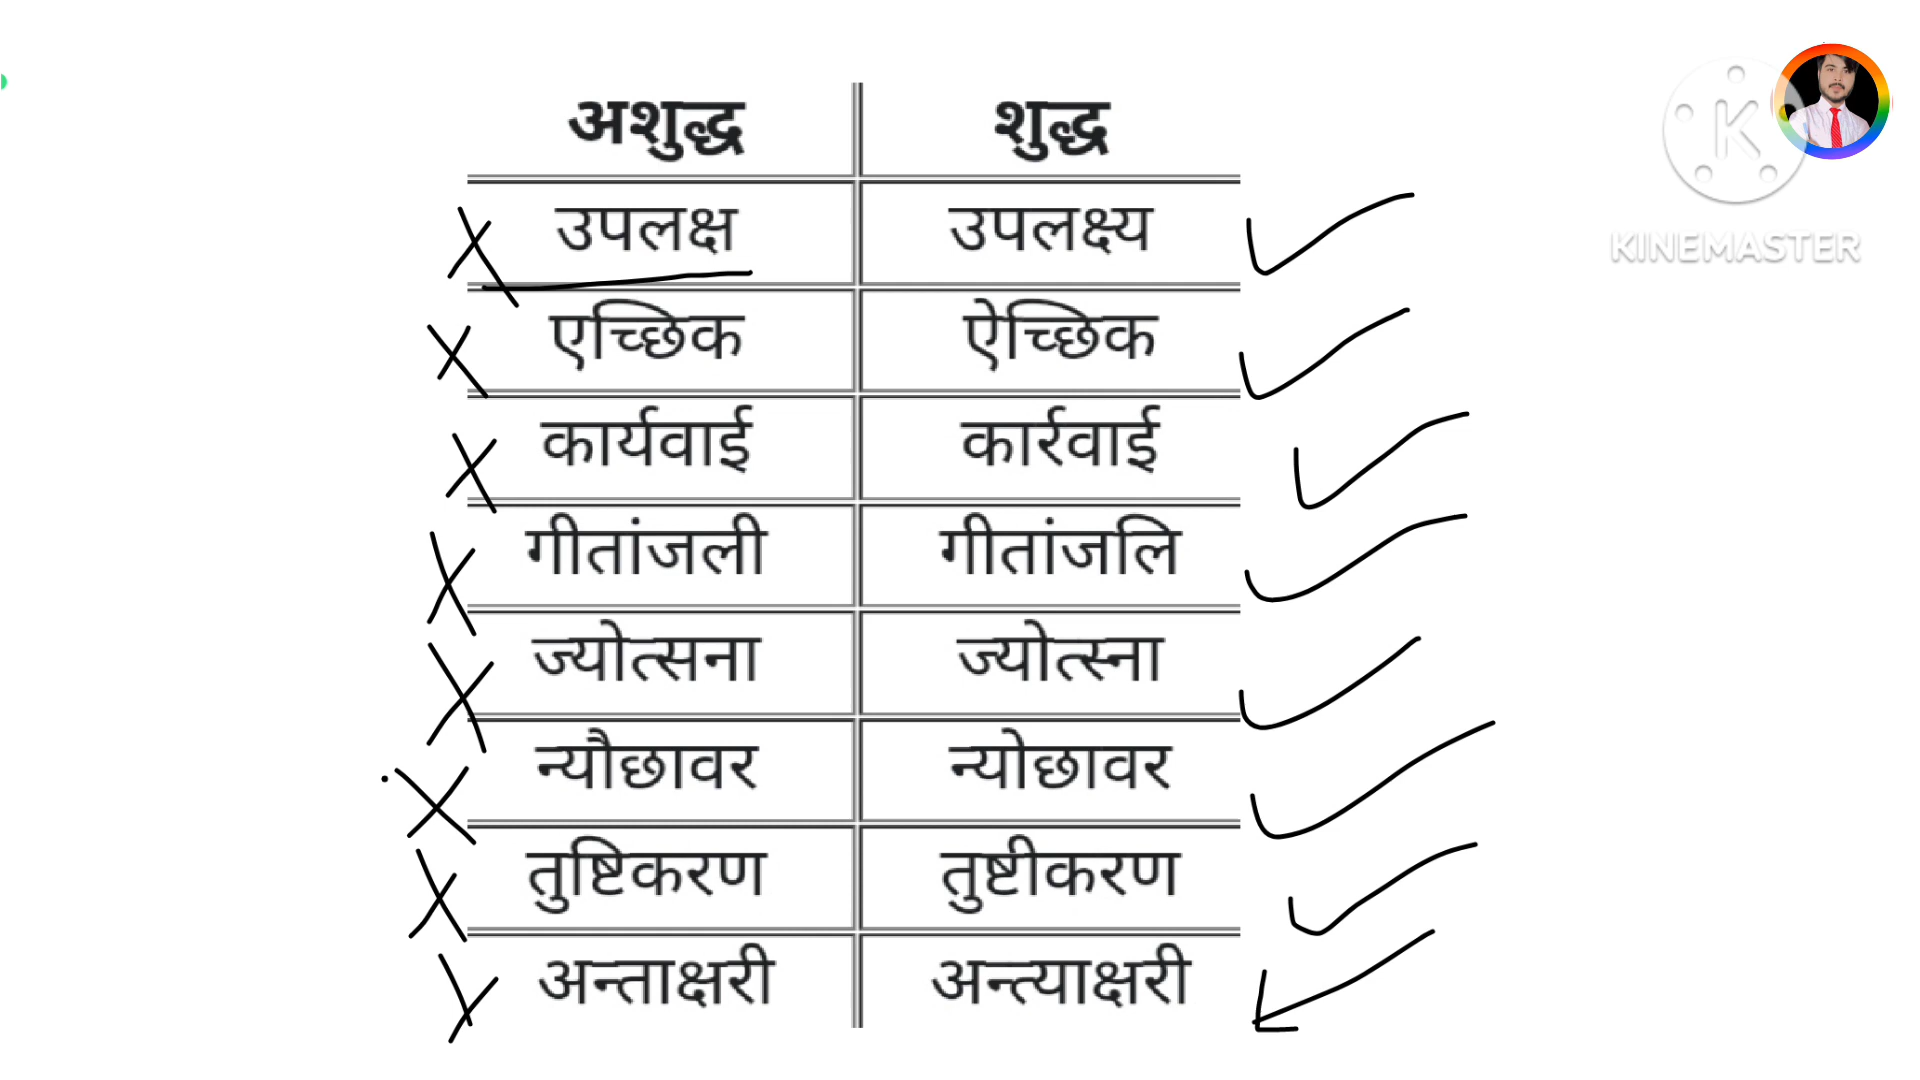 अशुद्ध शुद्ध
उपलक्ष उपलक्ष्य
एच्छिक ऐच्छिक
कार्यवाई कार्रवाई
गीतांजली गीतांजलि
ज्योत्सना ज्योत्स्ना
न्यौछावर न्योछावर
तुष्टिकरण तुष्टीकरण
अन्ताक्षरी अन्त्याक्षरी
K
KINEMASTER